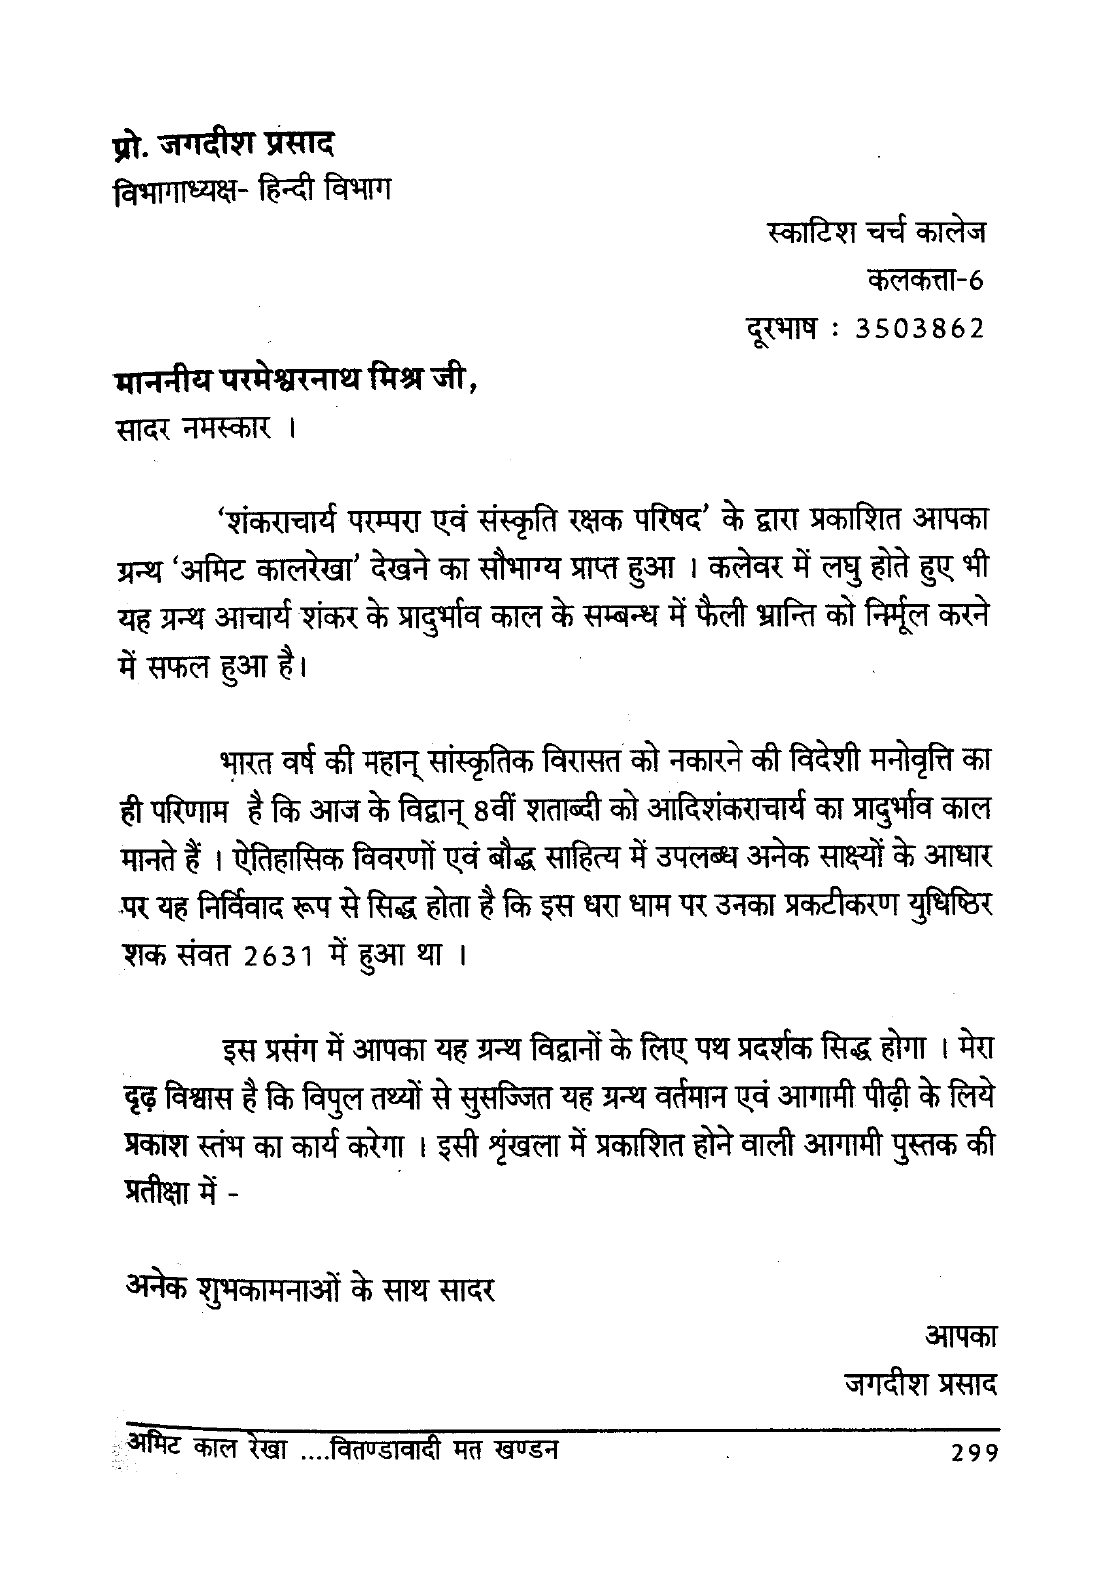 प्रो. जगदीश प्रसाद
विभागाध्यक्ष- हिन्दी विभाग
स्काटिश चर्च कालेज
कलकत्ता-6
दूरभाष : 3503862
माननीय परमेश्वरनाथ मिश्र जी,
सादर नमस्कार ।
‘शंकराचार्य परम्परा एवं संस्कृति रक्षक परिषद’ के द्वारा प्रकाशित आपका
ग्रन्थ ‘अमिट कालरेखा’ देखने का सौभाग्य प्राप्त हुआ । कलेवर में लघु होते हुए भी
यह ग्रन्थ आचार्य शंकर के प्रादुर्भाव काल के सम्बन्ध में फैली भ्रान्ति को निर्मूल करने
में सफल हुआ है।
भारत वर्ष की महान् सांस्कृतिक विरासत को नकारने की विदेशी मनोवृत्ति का
ही परिणाम है कि आज के विद्वान् 8वीं शताब्दी को आदिशंकराचार्य का प्रादुर्भाव काल
मानते हैं । ऐतिहासिक विवरणों एवं बौद्ध साहित्य में उपलब्ध अनेक साक्ष्यों के आधार
पर यह निर्विवाद रूप से सिद्ध होता है कि इस धरा धाम पर उनका प्रकटीकरण युधिष्ठिर
शक संवत 2631 में हुआ था ।
इस प्रसंग में आपका यह ग्रन्थ विद्वानों के लिए पथ प्रदर्शक सिद्ध होगा । मेरा
दृढ़ विश्वास है कि विपुल तथ्यों से सुसज्जित यह ग्रन्थ वर्तमान एवं आगामी पीढ़ी के लिये
प्रकाश स्तंभ का कार्य करेगा । इसी शृंखला में प्रकाशित होने वाली आगामी पुस्तक की
प्रतीक्षा में -
अनेक शुभकामनाओं के साथ सादर
आपका
जगदीश प्रसाद
अमिट काल रेखा ....वितण्डावादी मत खण्डन 299